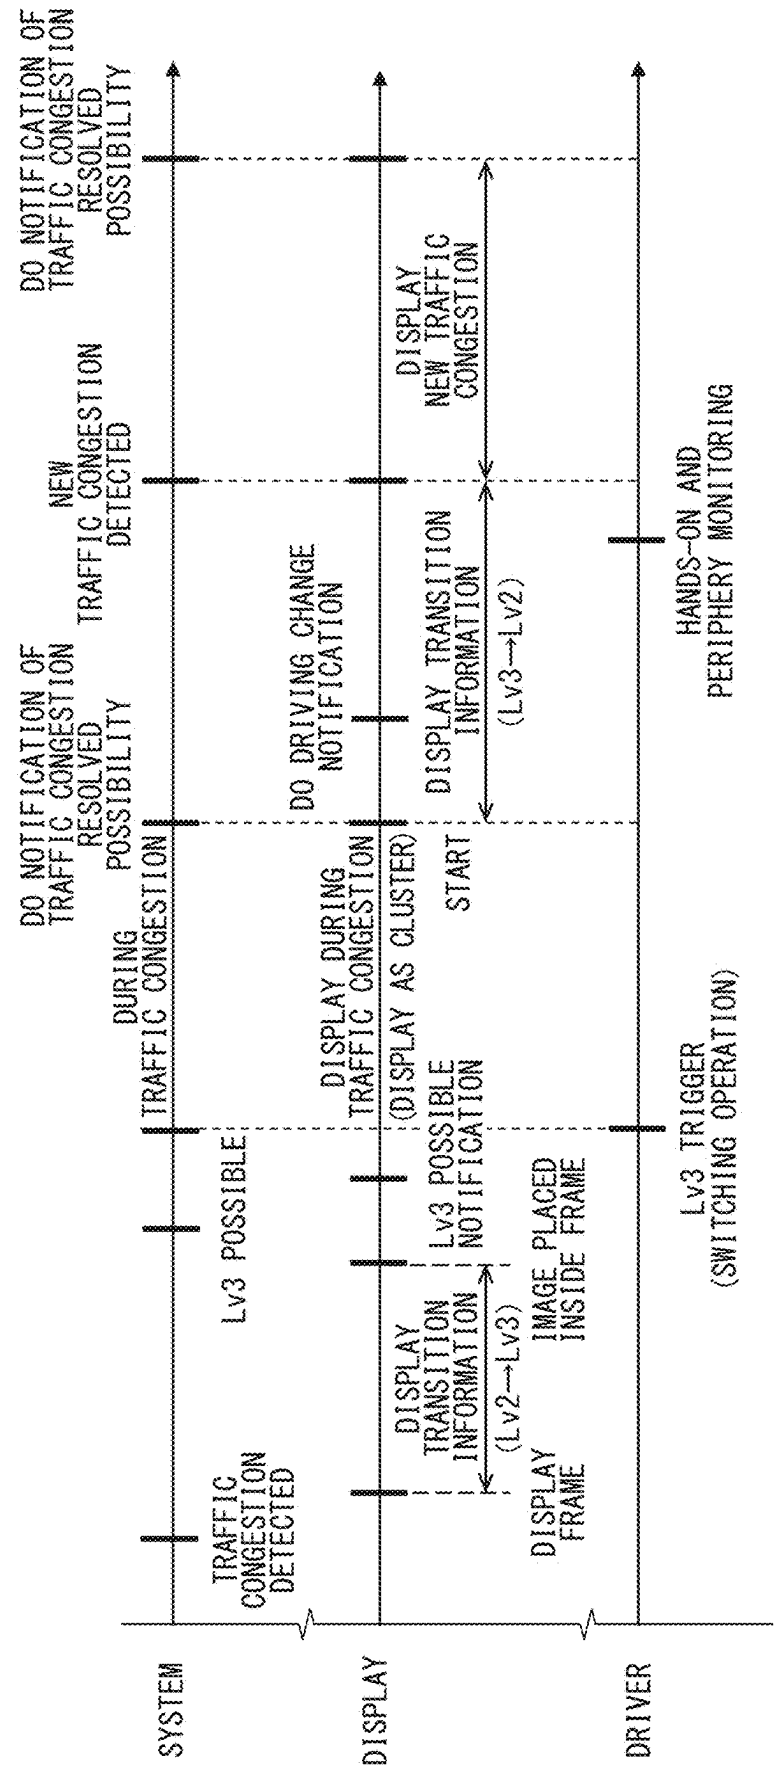 SYSTEM
TRAFFIC
CONGESTION
DETECTED
Lv3 POSSIBLE
DURING
TRAFFIC CONGESTION
DO NOTIFICATION OF
TRAFFIC CONGESTION
RESOLVED
POSSIBILITY
NEW
TRAFFIC CONGESTION
DETECTED
DO NOTIFICATION OF
TRAFFIC CONGESTION
RESOLVED
POSSIBILITY
DISPLAY
DISPLAY
FRAME
DISPLAY
TRANSITION
INFORMATION
(Lv2→Lv3)
IMAGE PLACED
INSIDE FRAME
Lv3 POSSIBLE
NOTIFICATION
DISPLAY DURING
TRAFFIC CONGESTION
(DISPLAY AS CLUSTER)
START
DO DRIVING CHANGE
NOTIFICATION
DISPLAY TRANSITION
INFORMATION
(Lv3→Lv2)
DISPLAY
NEW TRAFFIC
CONGESTION
DRIVER
Lv3 TRIGGER
(SWITCHING OPERATION)
HANDS-ON AND
PERIPHERY MONITORING